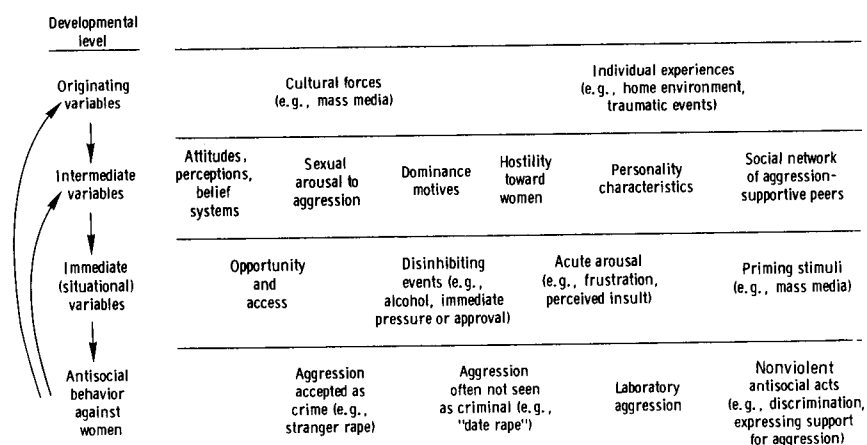 Developmental
level
Originating
variables
Cultural forces
(e.g., mass media)
Individual experiences
(e.g., home environment,
traumatic events)
Intermediate
variables
Attitudes,
perceptions,
belief
systems
Sexual
arousal to
aggression
Dominance
motives
Hostility
toward
women
Personality
characteristics
Social network
of aggression-
supportive peers
Immediate
(situational)
variables
Opportunity
and
access
Disinhibiting
events (e.g.,
alcohol, immediate
pressure or approval)
Acute arousal
(e.g., frustration,
perceived insult)
Priming stimuli
(e.g., mass media)
Antisocial
behavior
against
women
Aggression
accepted as
crime (e.g.,
stranger rape)
Aggression
often not seen
as criminal (e.g.,
"date rape")
Laboratory
aggression
Nonviolent
antisocial acts
(e.g., discrimination,
expressing support
for aggression)